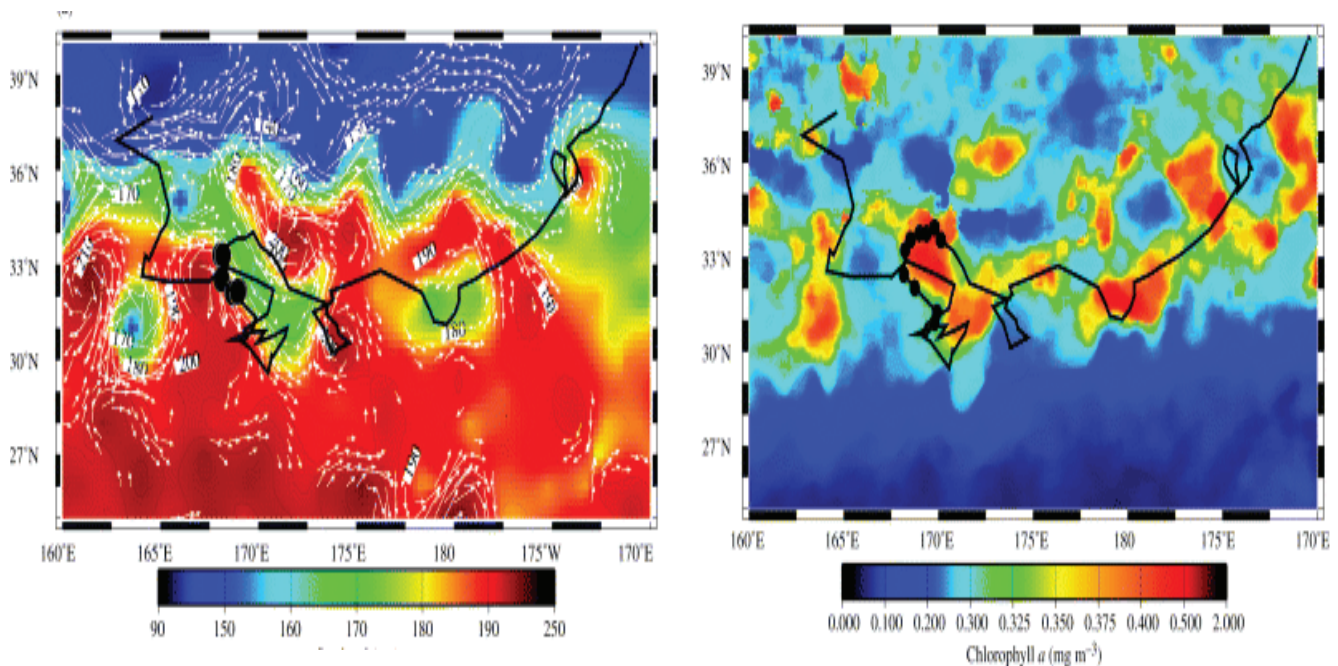 39°N
36°N
33°N
30°N
27°N
160°E 165°E 170°E 175°E 175°W 170°E
90 150 160 170 180 190 250
170
190
170
180
200
180
190
39°N
36°N
33°N
30°N
27°N
160°E 165°E 170°E 175°E 180 175°E 170°E
0.000 0.100 0.200 0.300 0.325 0.350 0.375 0.400 0.500 2.000
Chlorophyll a (mg m⁻³)